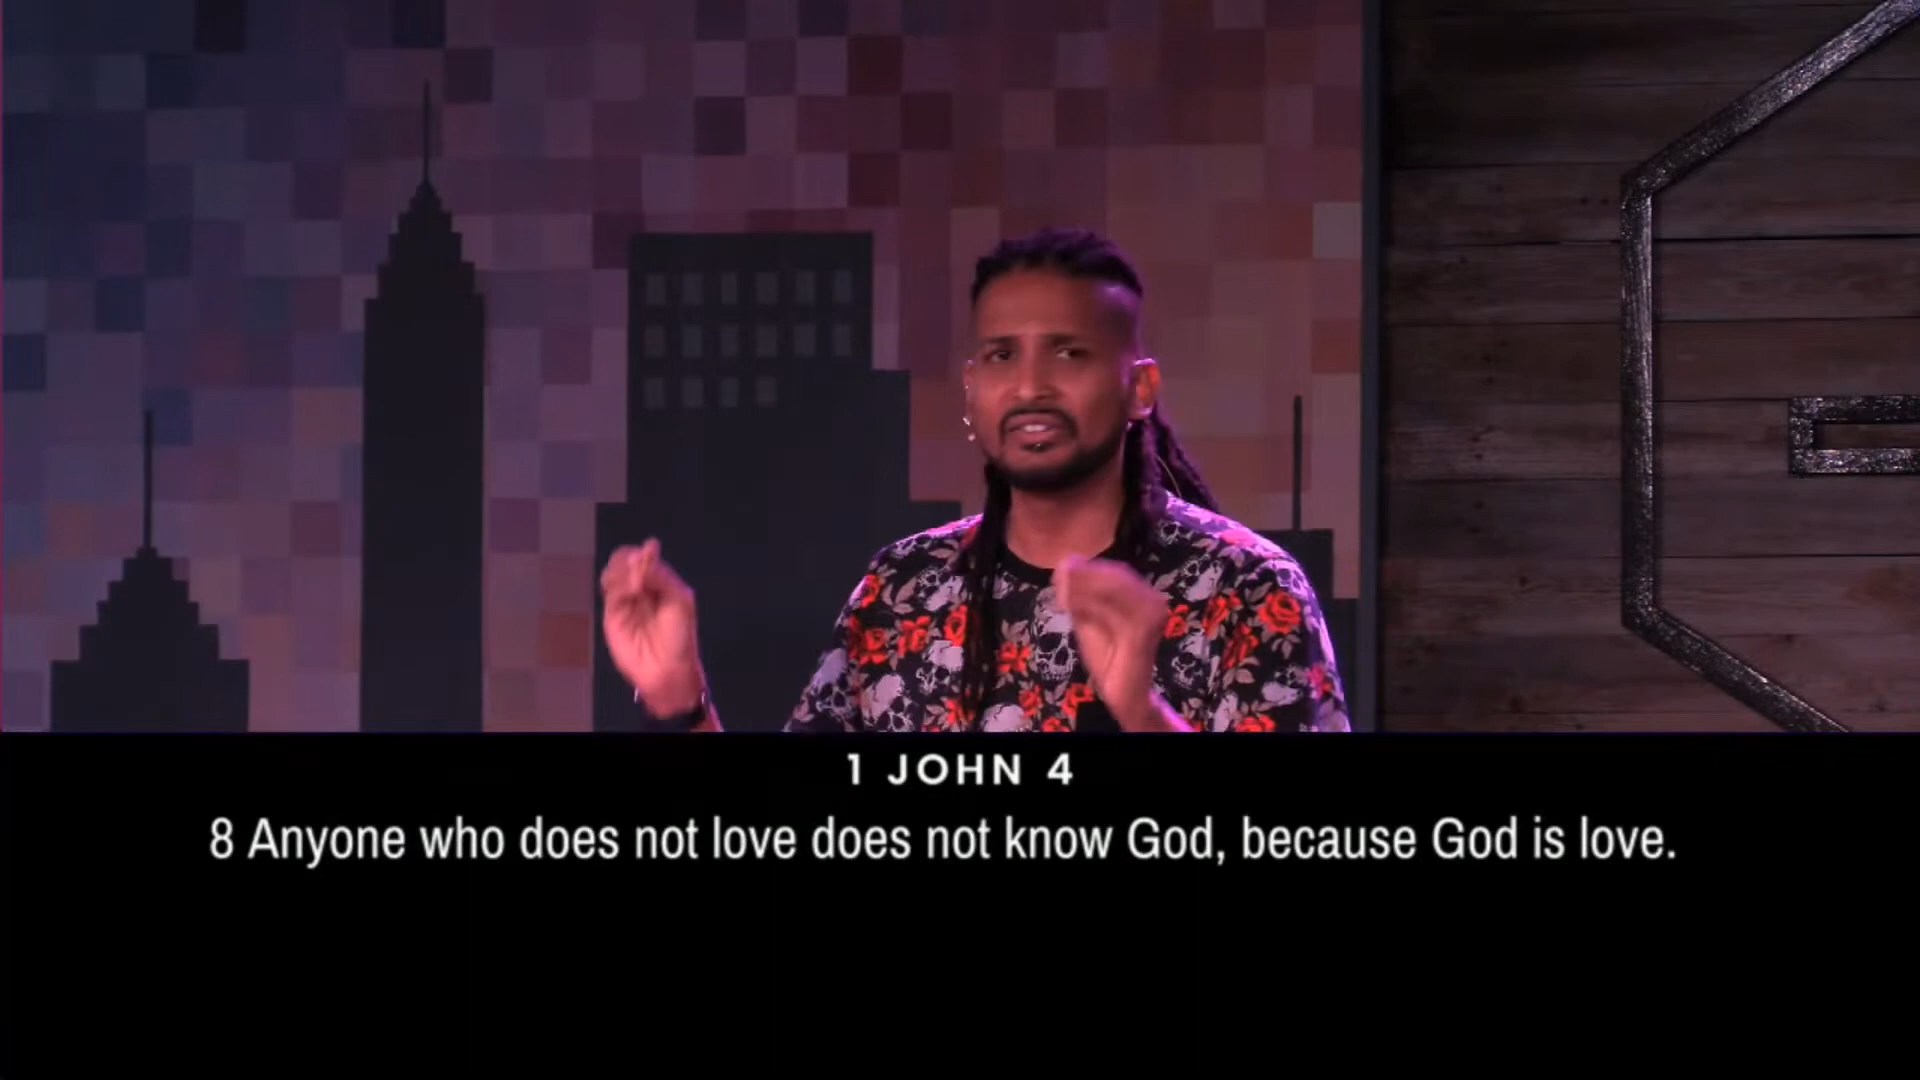 1 JOHN 4
8 Anyone who does not love does not know God, because God is love.